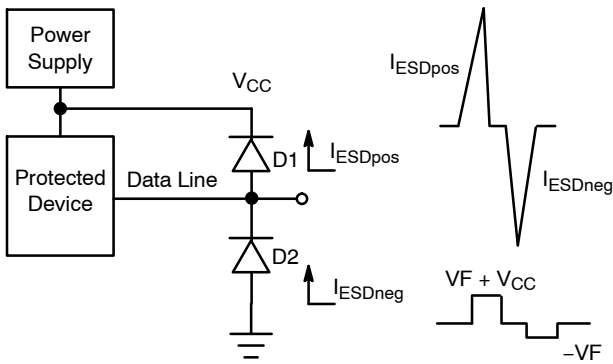 Power
Supply
V_CC
Protected
Device
Data Line
D1
I_ESDpos
D2
I_ESDneg
I_ESDpos
I_ESDneg
VF + V_CC
−VF